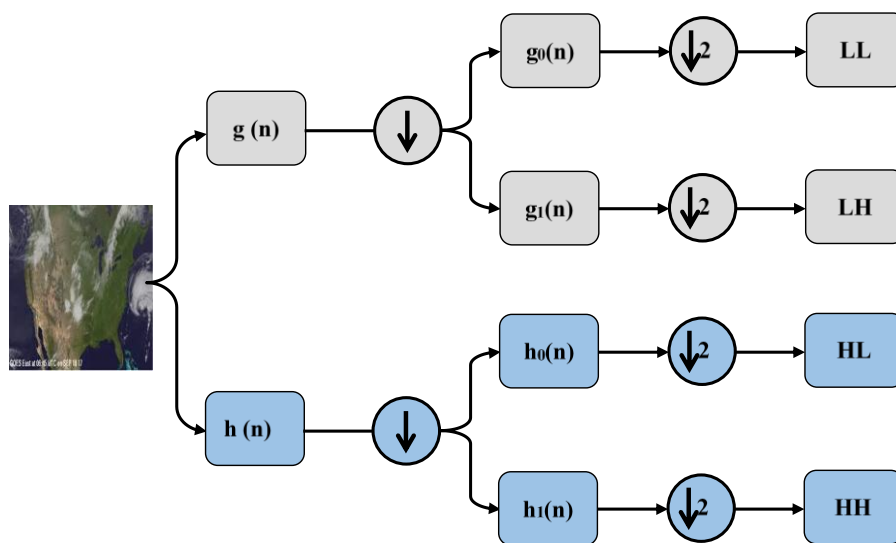 g₀(n) ↓2 LL
g (n) ↓
g₁(n) ↓2 LH
h₀(n) ↓2 HL
h (n) ↓
h₁(n) ↓2 HH